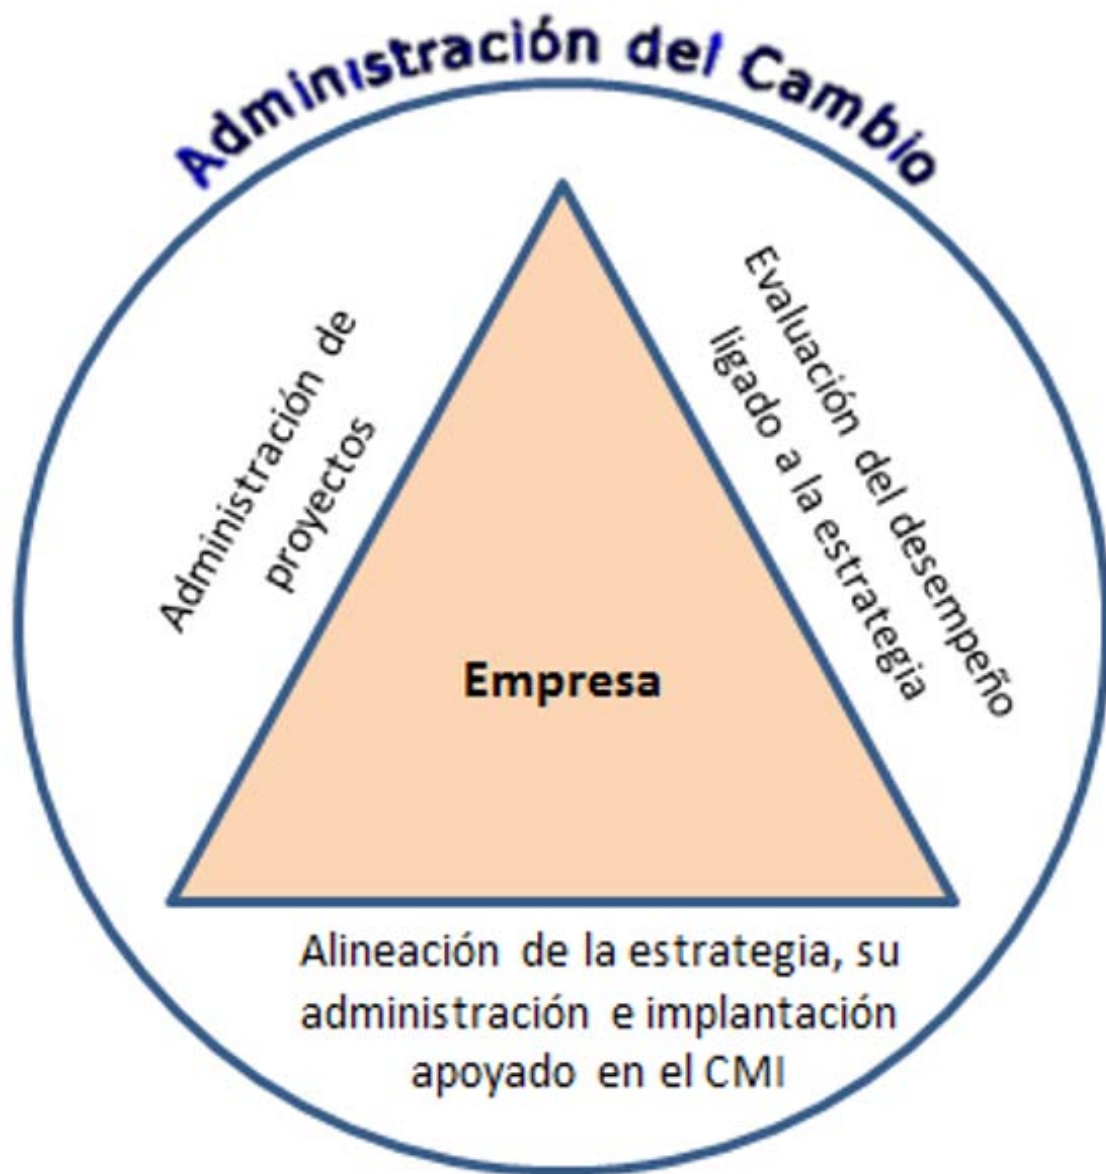 Administración del Cambio
Administración de
proyectos
Evaluación del desempeño
ligado a la estrategia
Empresa
Alineación de la estrategia, su
administración e implantación
apoyado en el CMI